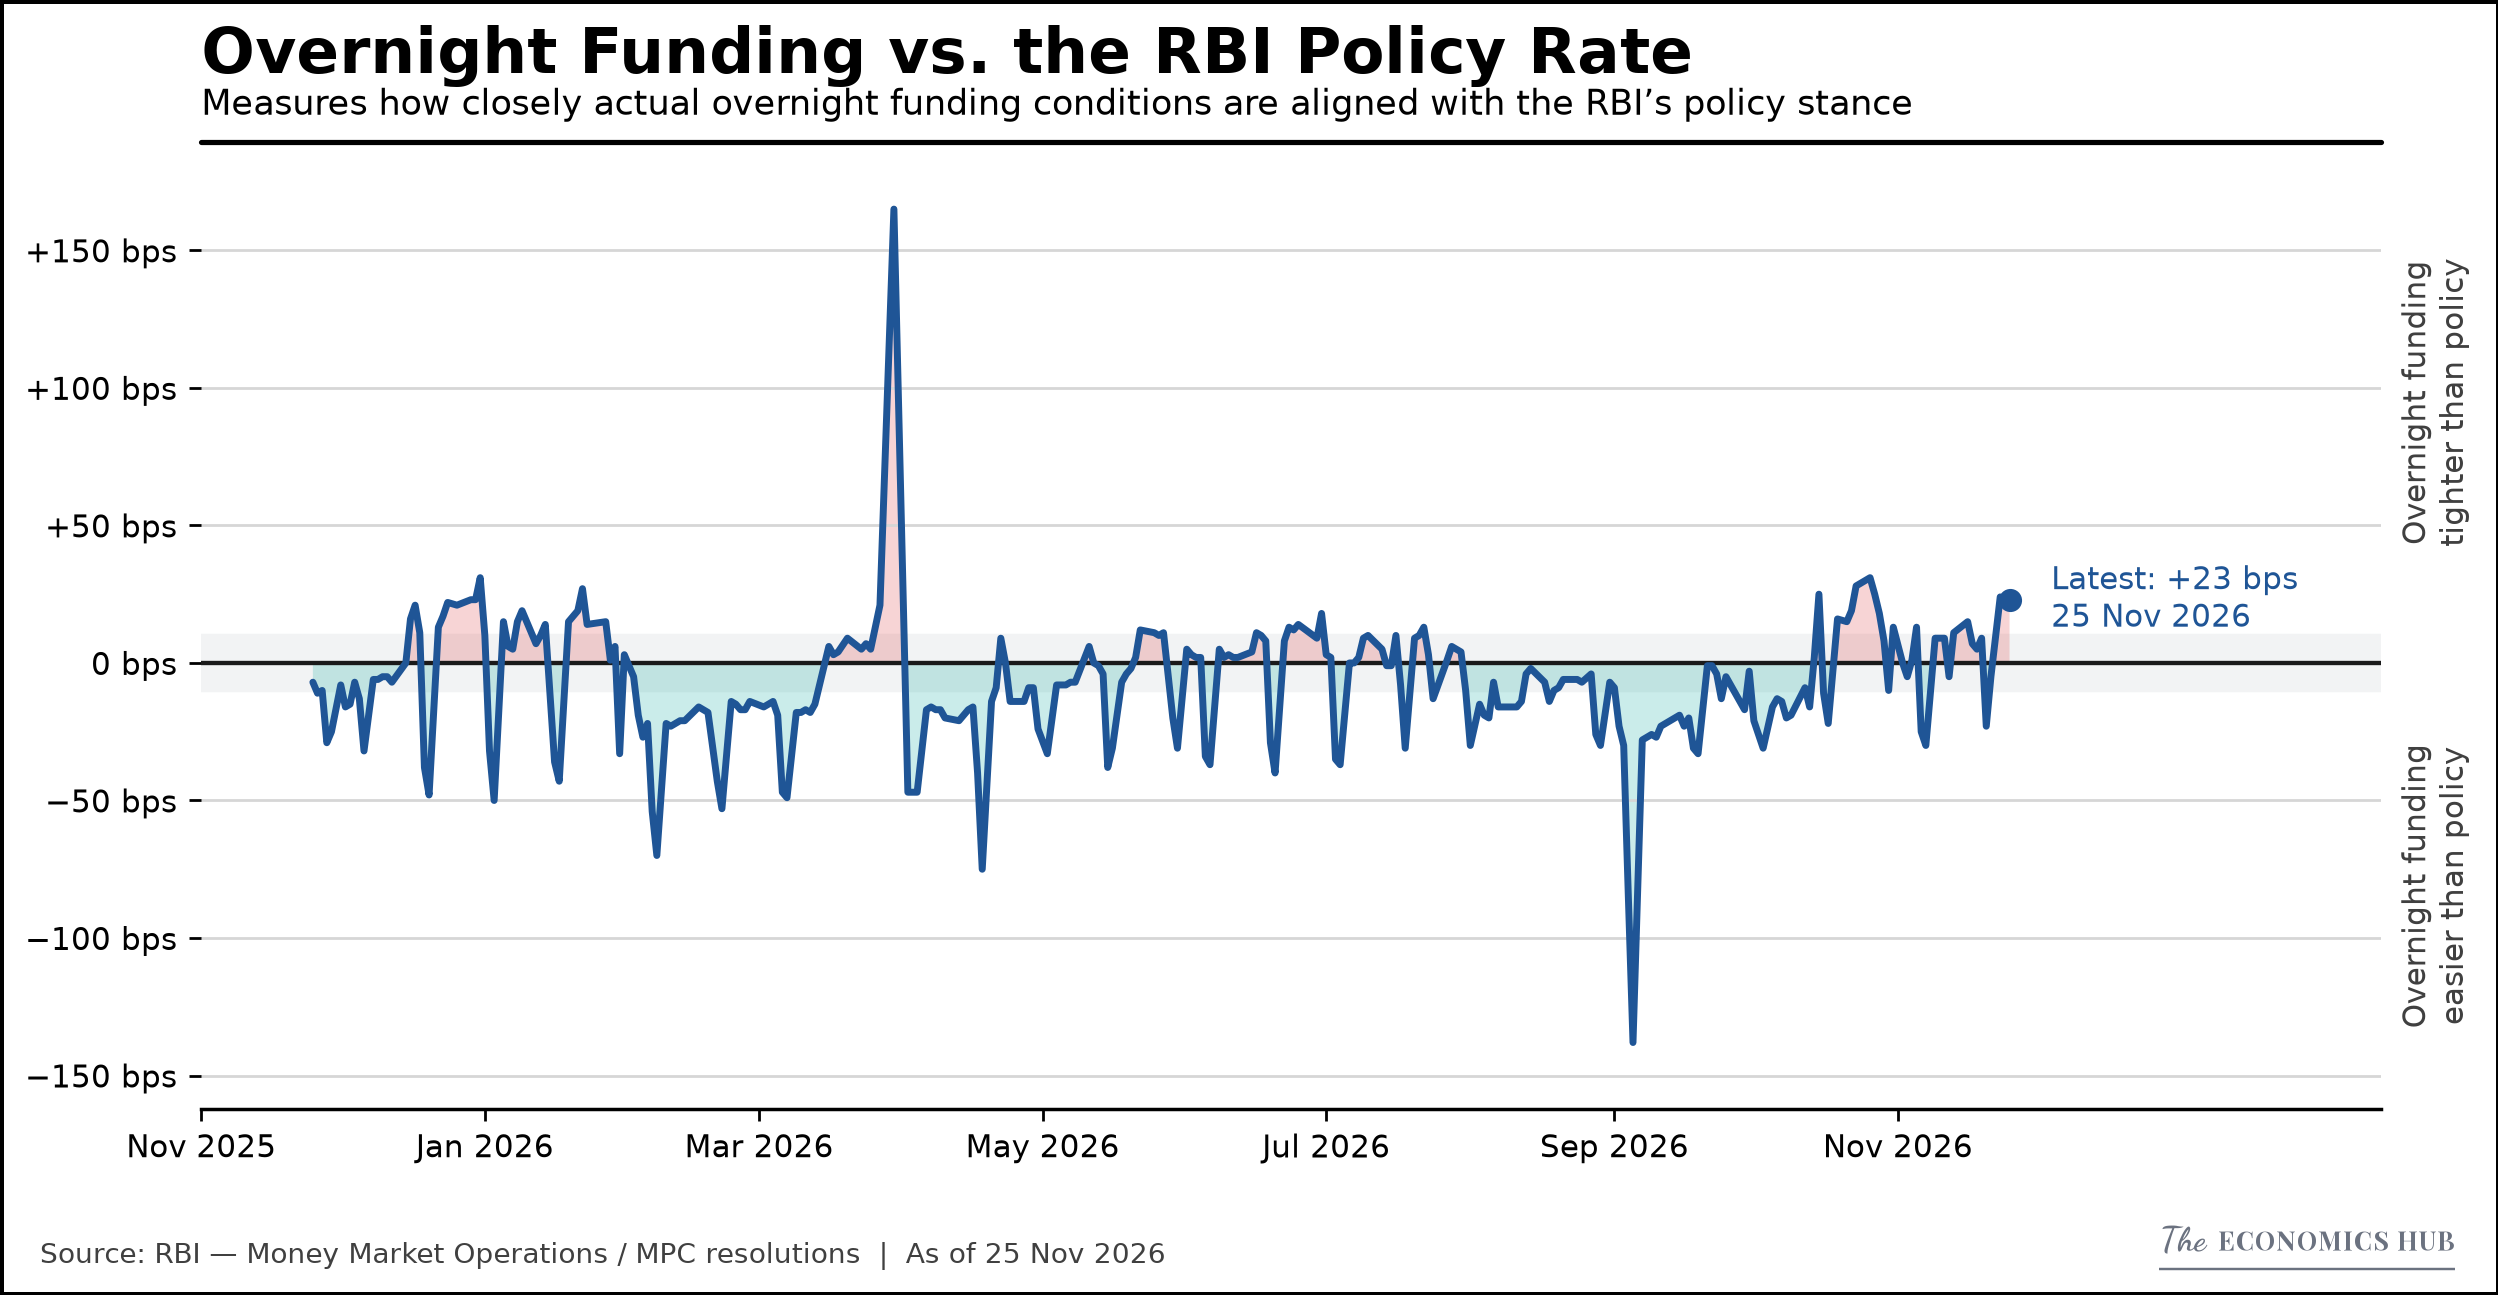 Overnight Funding vs. the RBI Policy Rate
Measures how closely actual overnight funding conditions are aligned with the RBI’s policy stance
+150 bps
+100 bps
+50 bps
0 bps
−50 bps
−100 bps
−150 bps
Overnight funding
tighter than policy
Latest: +23 bps
25 Nov 2026
Overnight funding
easier than policy
Nov 2025 Jan 2026 Mar 2026 May 2026 Jul 2026 Sep 2026 Nov 2026
Source: RBI — Money Market Operations / MPC resolutions | As of 25 Nov 2026
The ECONOMICS HUB